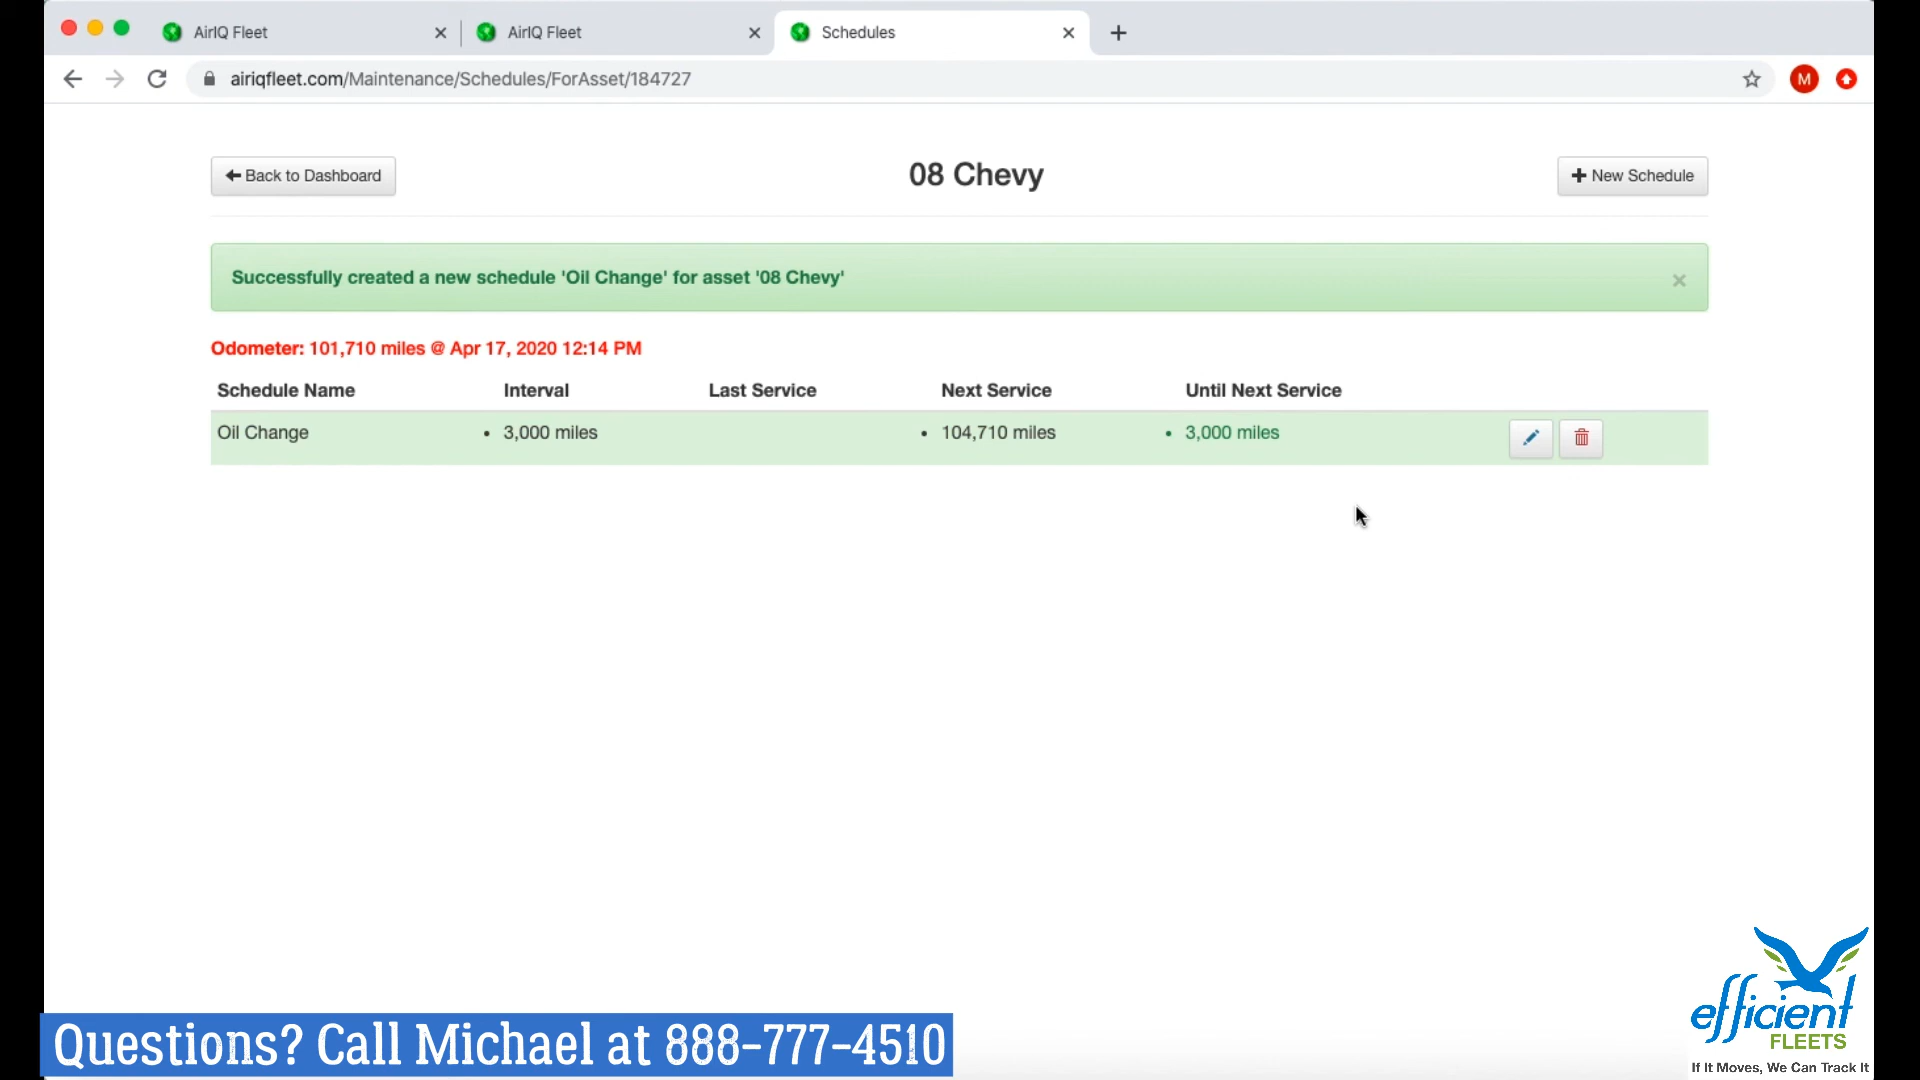 AirIQ Fleet
AirIQ Fleet
Schedules
airiqfleet.com/Maintenance/Schedules/ForAsset/184727
M
Back to Dashboard
08 Chevy
New Schedule
Successfully created a new schedule 'Oil Change' for asset '08 Chevy'
Odometer: 101,710 miles @ Apr 17, 2020 12:14 PM
Schedule Name Interval Last Service Next Service Until Next Service
Oil Change • 3,000 miles • 104,710 miles • 3,000 miles
efficient
FLEETS
If It Moves, We Can Track It
Questions? Call Michael at 888-777-4510